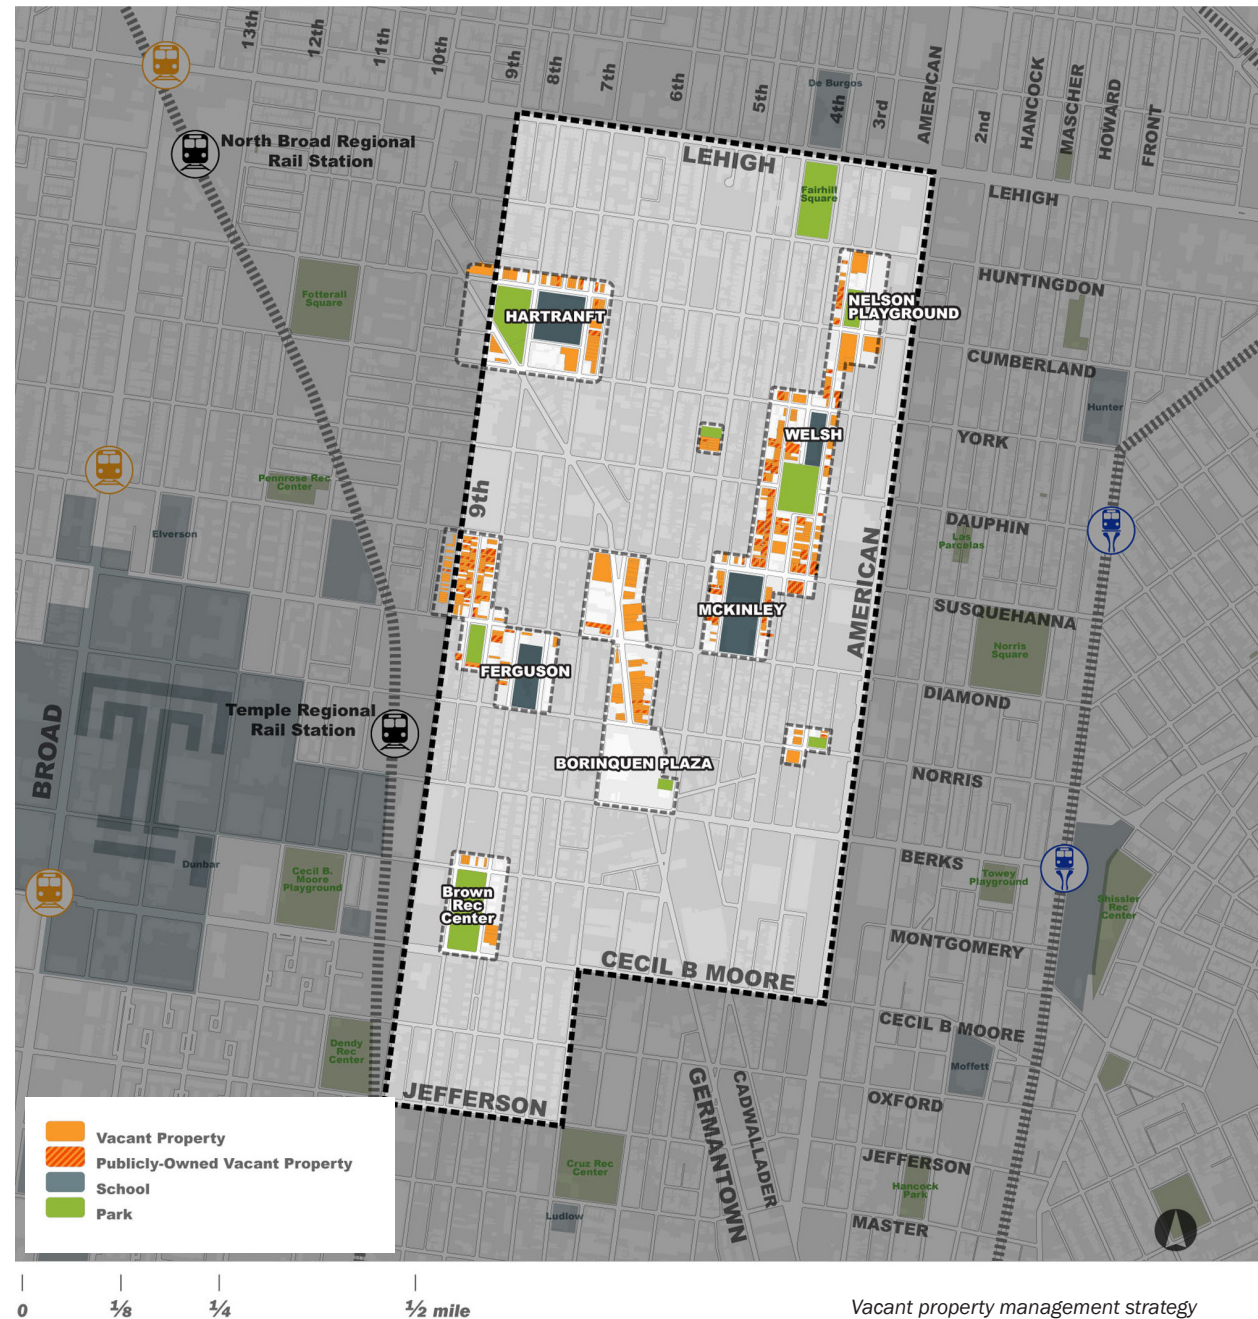 13th
12th
11th
10th
9th
8th
7th
6th
5th
4th
3rd
AMERICAN
2nd
HANCOCK
MASCHER
HOWARD
FRONT
De Burgos
North Broad Regional
Rail Station
LEHIGH
Fairhill
Square
LEHIGH
HUNTINGDON
Fotterall
Square
HARTRANFT
NELSON
PLAYGROUND
CUMBERLAND
Hunter
WELSH
YORK
Pennrose Rec
Center
9th
DAUPHIN
Las
Parcelas
Elverson
AMERICAN
MCKINLEY
SUSQUEHANNA
Norris
Square
FERGUSON
DIAMOND
Temple Regional
Rail Station
BROAD
BORINQUEN PLAZA
NORRIS
Dunbar
BERKS
Cecil B.
Moore
Playground
Towey
Playground
Shissler
Rec
Center
Brown
Rec
Center
MONTGOMERY
CECIL B MOORE
CECIL B MOORE
Dendy
Rec
Center
Moffett
JEFFERSON
GERMANTOWN
CADWALLADER
OXFORD
JEFFERSON
Cruz Rec
Center
Hancock
Park
Ludlow
MASTER
Vacant Property
Publicly-Owned Vacant Property
School
Park
0
⅛
¼
½ mile
Vacant property management strategy